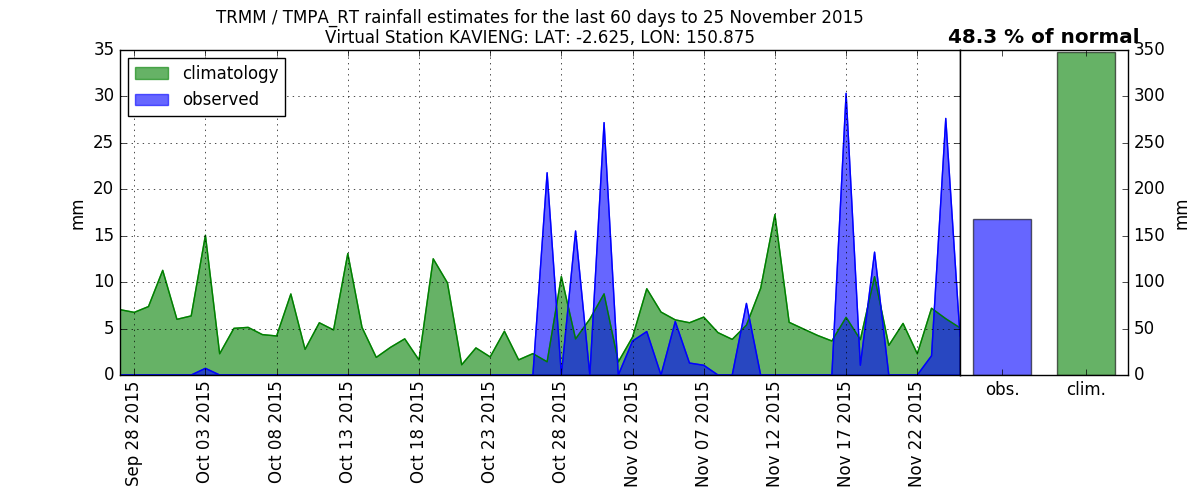 TRMM / TMPA_RT rainfall estimates for the last 60 days to 25 November 2015
Virtual Station KAVIENG: LAT: -2.625, LON: 150.875
48.3 % of normal
climatology
observed
35
30
25
20
15
10
5
0
mm
350
300
250
200
150
100
50
0
mm
Sep 28 2015
Oct 03 2015
Oct 08 2015
Oct 13 2015
Oct 18 2015
Oct 23 2015
Oct 28 2015
Nov 02 2015
Nov 07 2015
Nov 12 2015
Nov 17 2015
Nov 22 2015
obs.
clim.